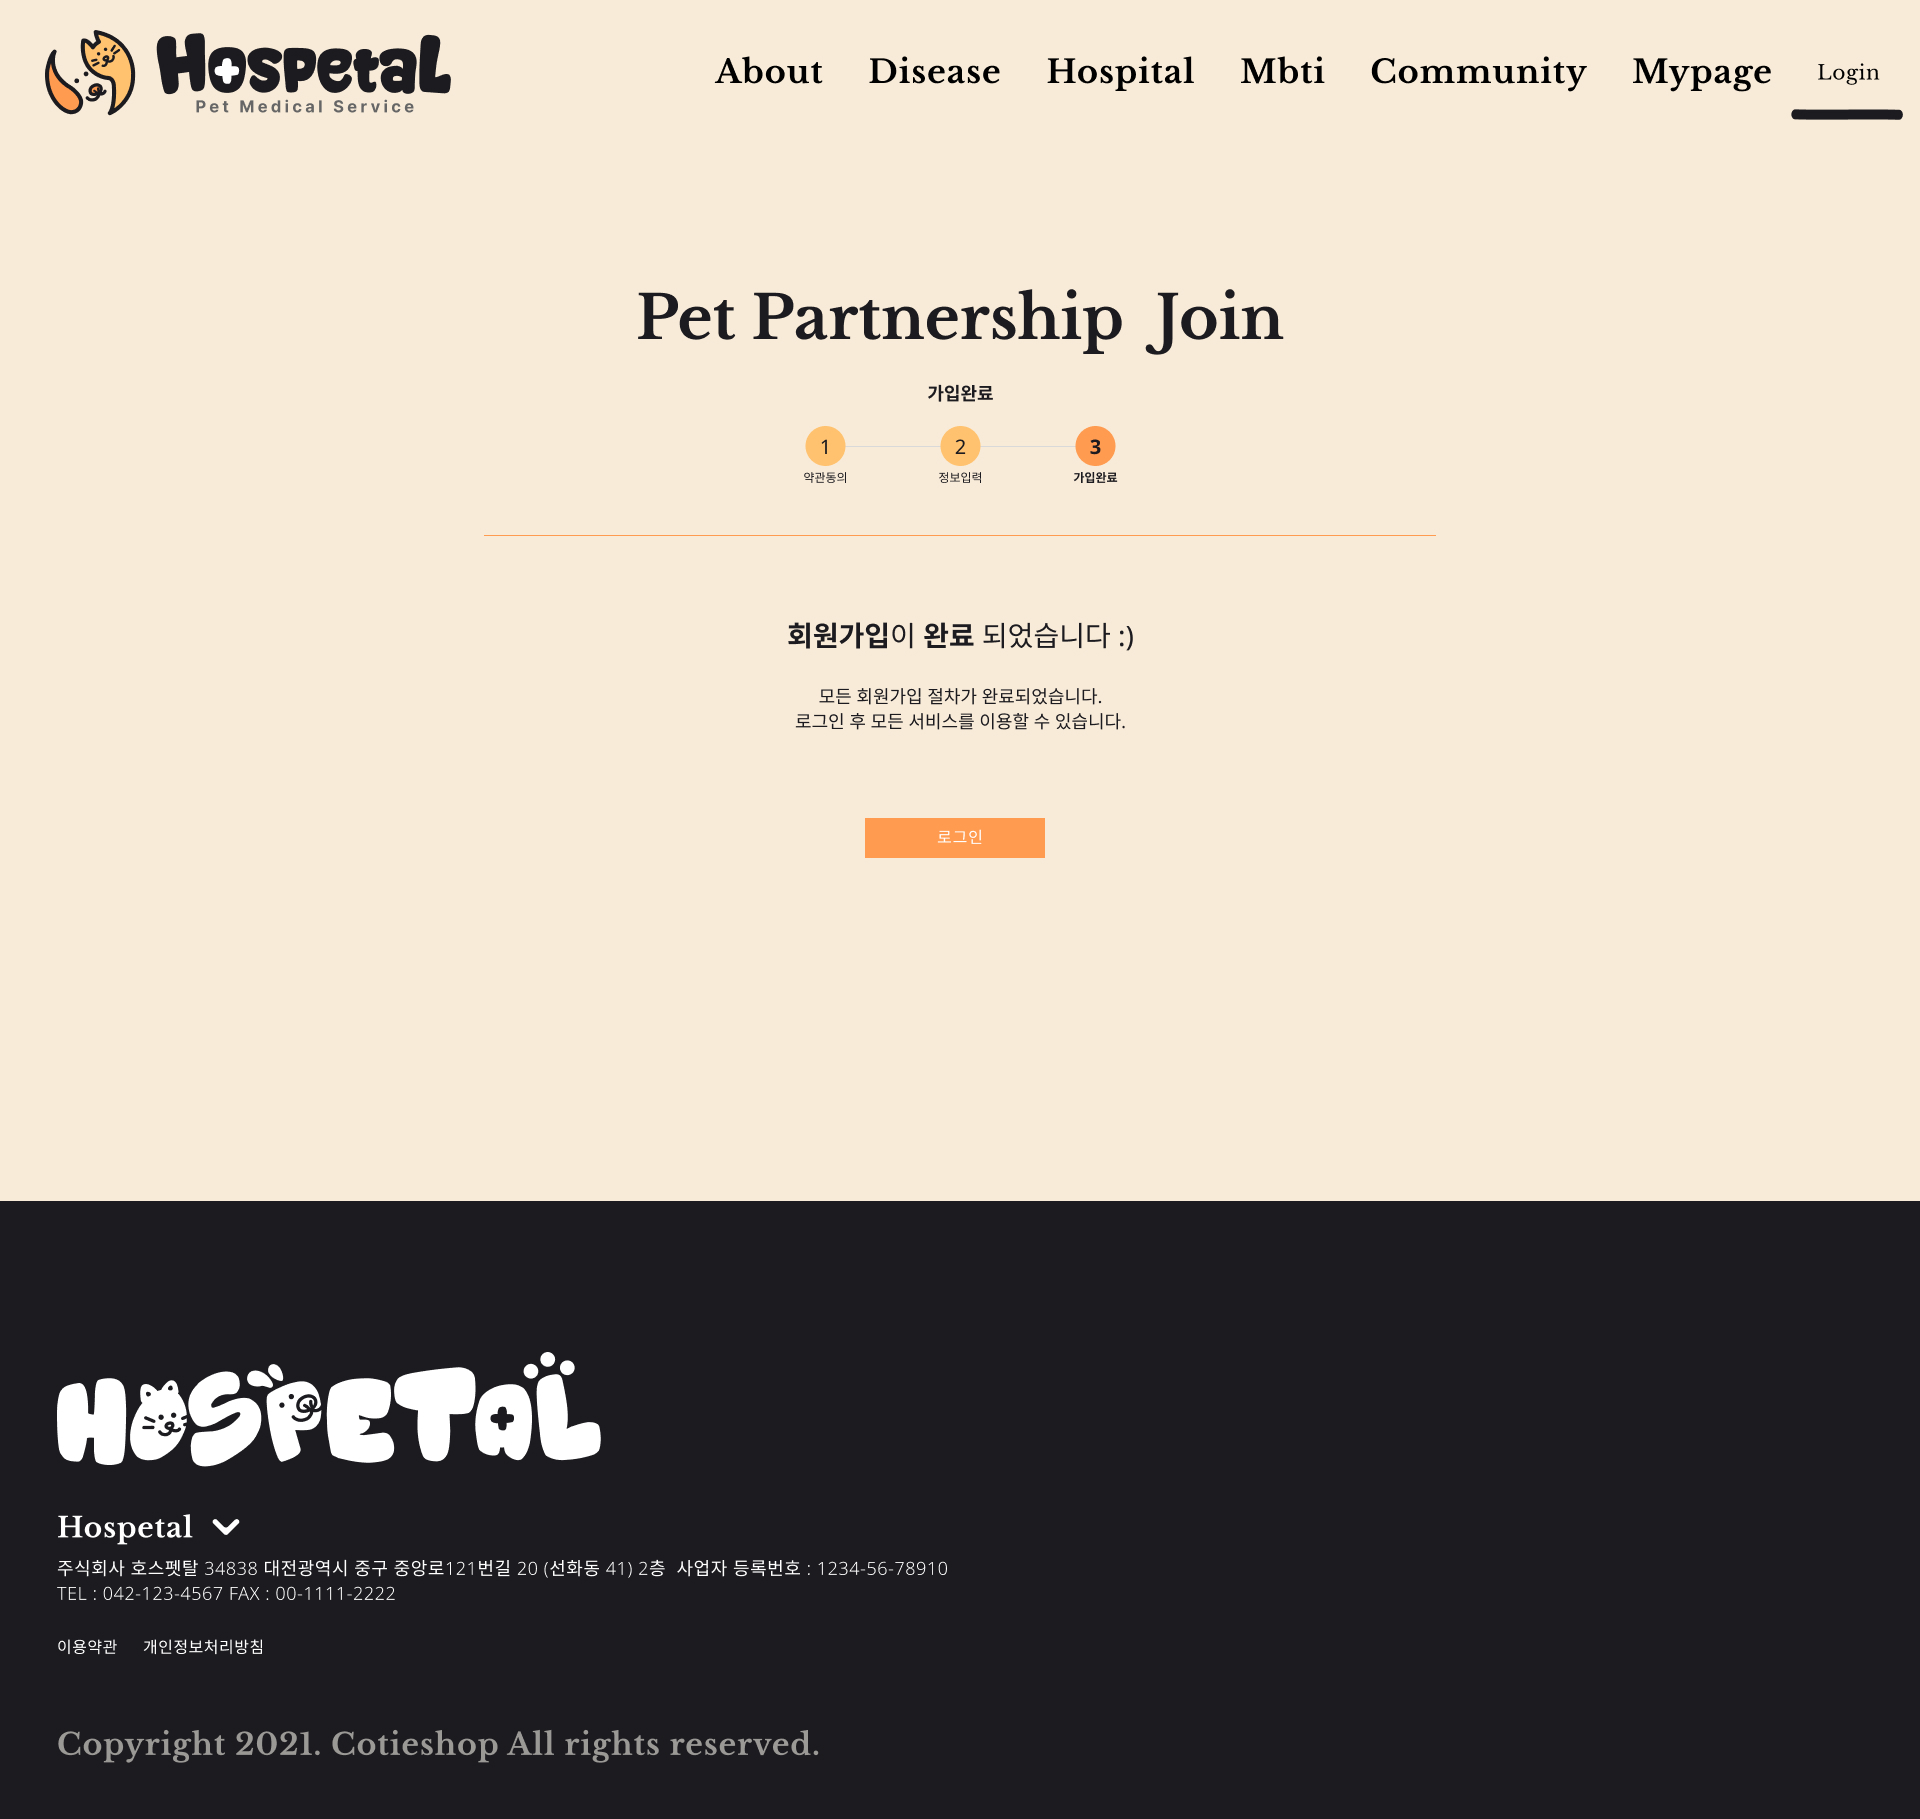 Hospetal
Pet Medical Service
About Disease Hospital Mbti Community Mypage Login
Pet Partnership Join
가입완료
1 2 3
약관동의 정보입력 가입완료
회원가입이 완료 되었습니다 :)
모든 회원가입 절차가 완료되었습니다.
로그인 후 모든 서비스를 이용할 수 있습니다.
로그인
HOSPETAL
Hospetal
주식회사 호스펫탈 34838 대전광역시 중구 중앙로121번길 20 (선화동 41) 2층 사업자 등록번호 : 1234-56-78910
TEL : 042-123-4567 FAX : 00-1111-2222
이용약관 개인정보처리방침
Copyright 2021. Cotieshop All rights reserved.